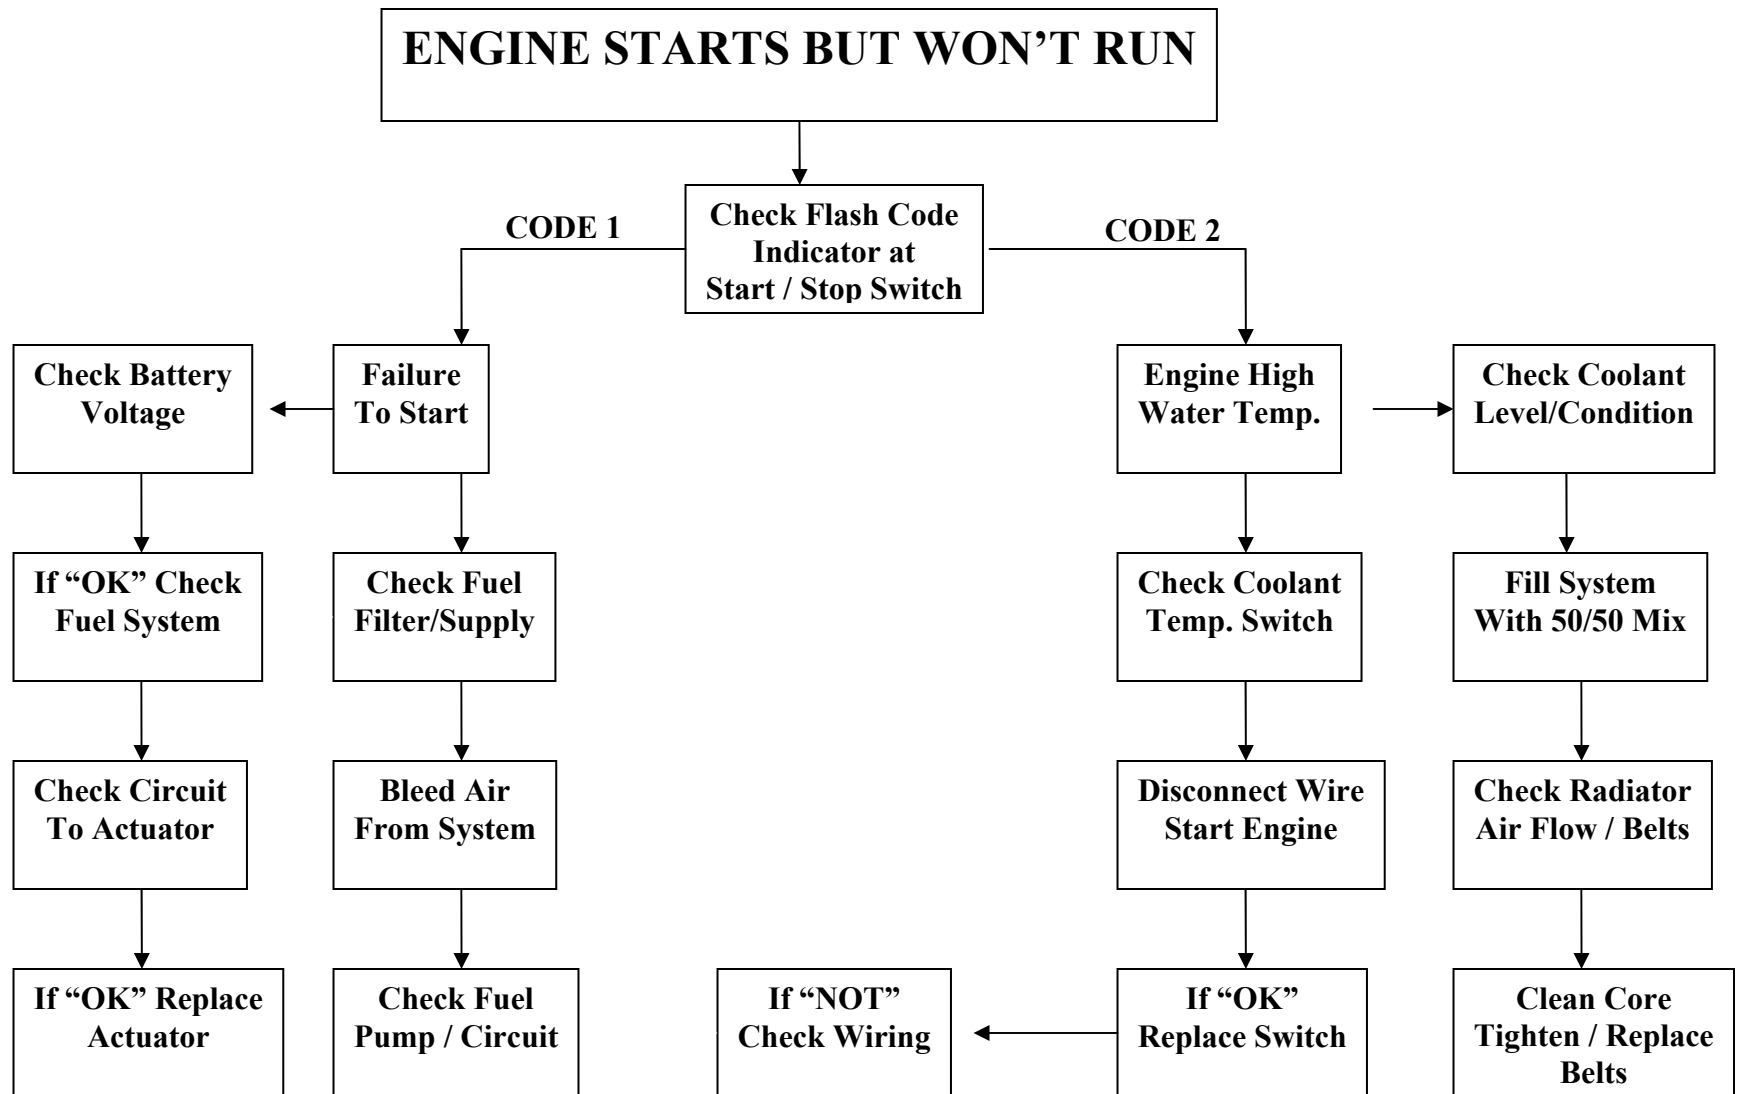 ENGINE STARTS BUT WON’T RUN
Check Flash Code
Indicator at
Start / Stop Switch
CODE 1
CODE 2
Check Battery
Voltage
Failure
To Start
Engine High
Water Temp.
Check Coolant
Level/Condition
If “OK” Check
Fuel System
Check Fuel
Filter/Supply
Check Coolant
Temp. Switch
Fill System
With 50/50 Mix
Check Circuit
To Actuator
Bleed Air
From System
Disconnect Wire
Start Engine
Check Radiator
Air Flow / Belts
If “OK” Replace
Actuator
Check Fuel
Pump / Circuit
If “NOT”
Check Wiring
If “OK”
Replace Switch
Clean Core
Tighten / Replace
Belts